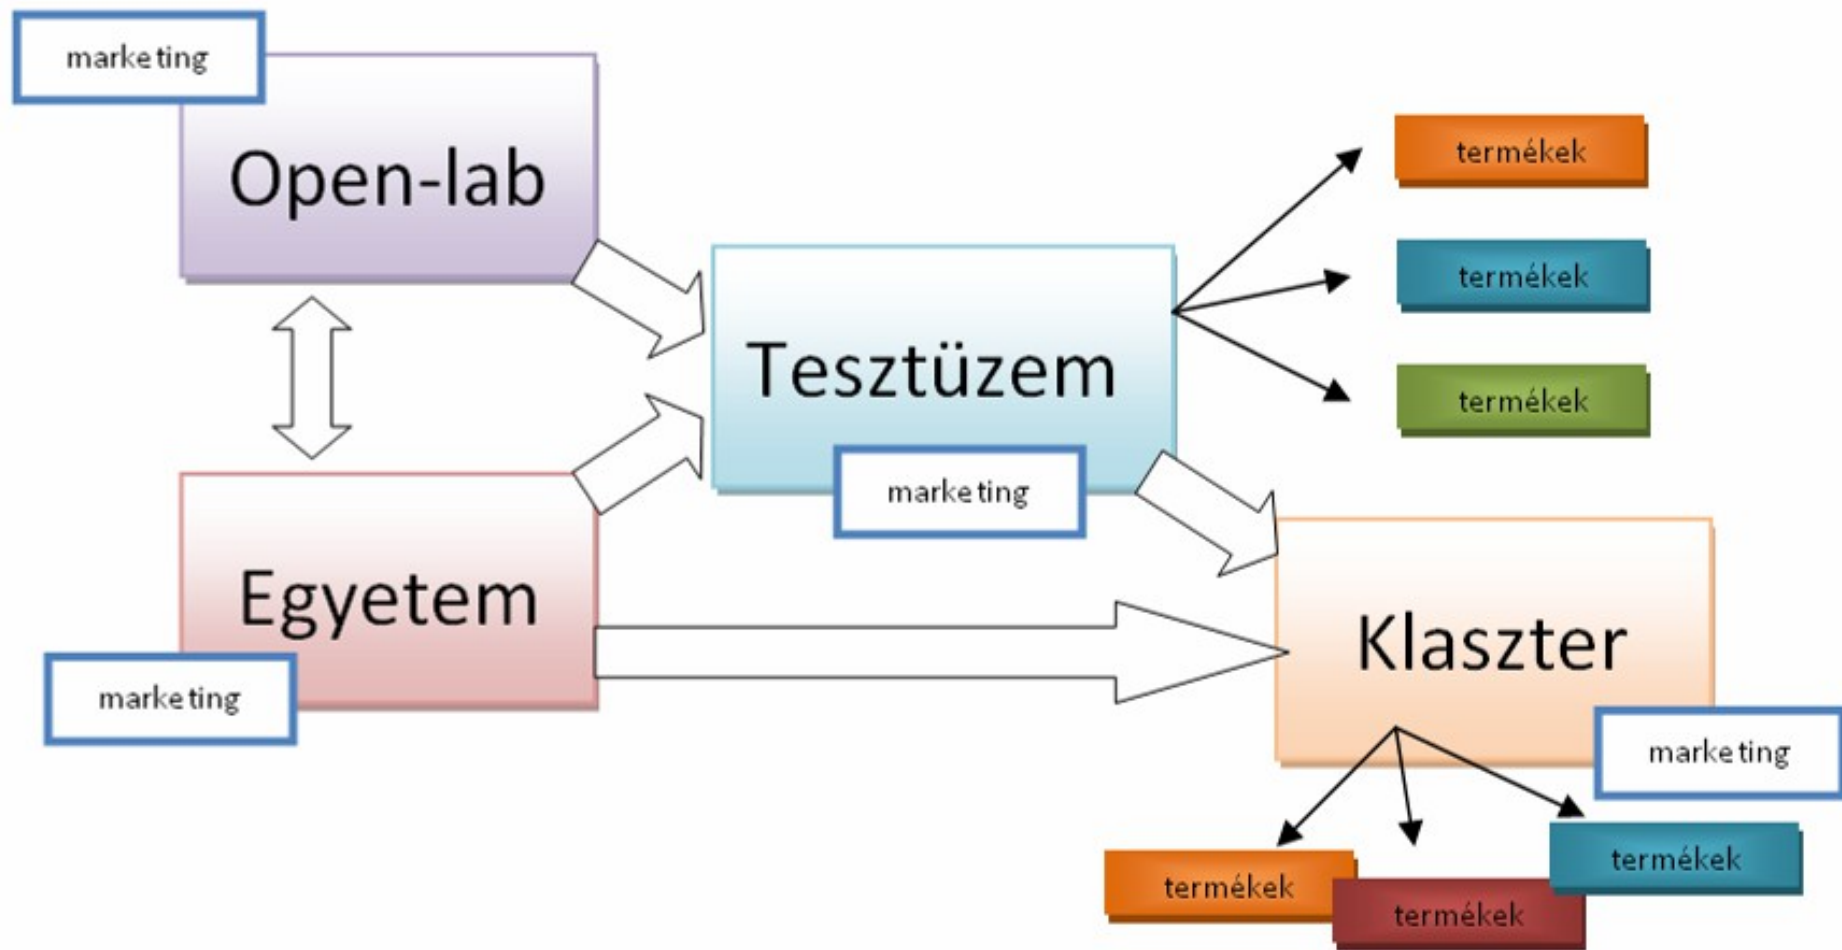 marketing
Open-lab
termékek
termékek
Tesztüzem
termékek
marketing
Egyetem
marketing
Klaszter
marketing
termékek
termékek
termékek